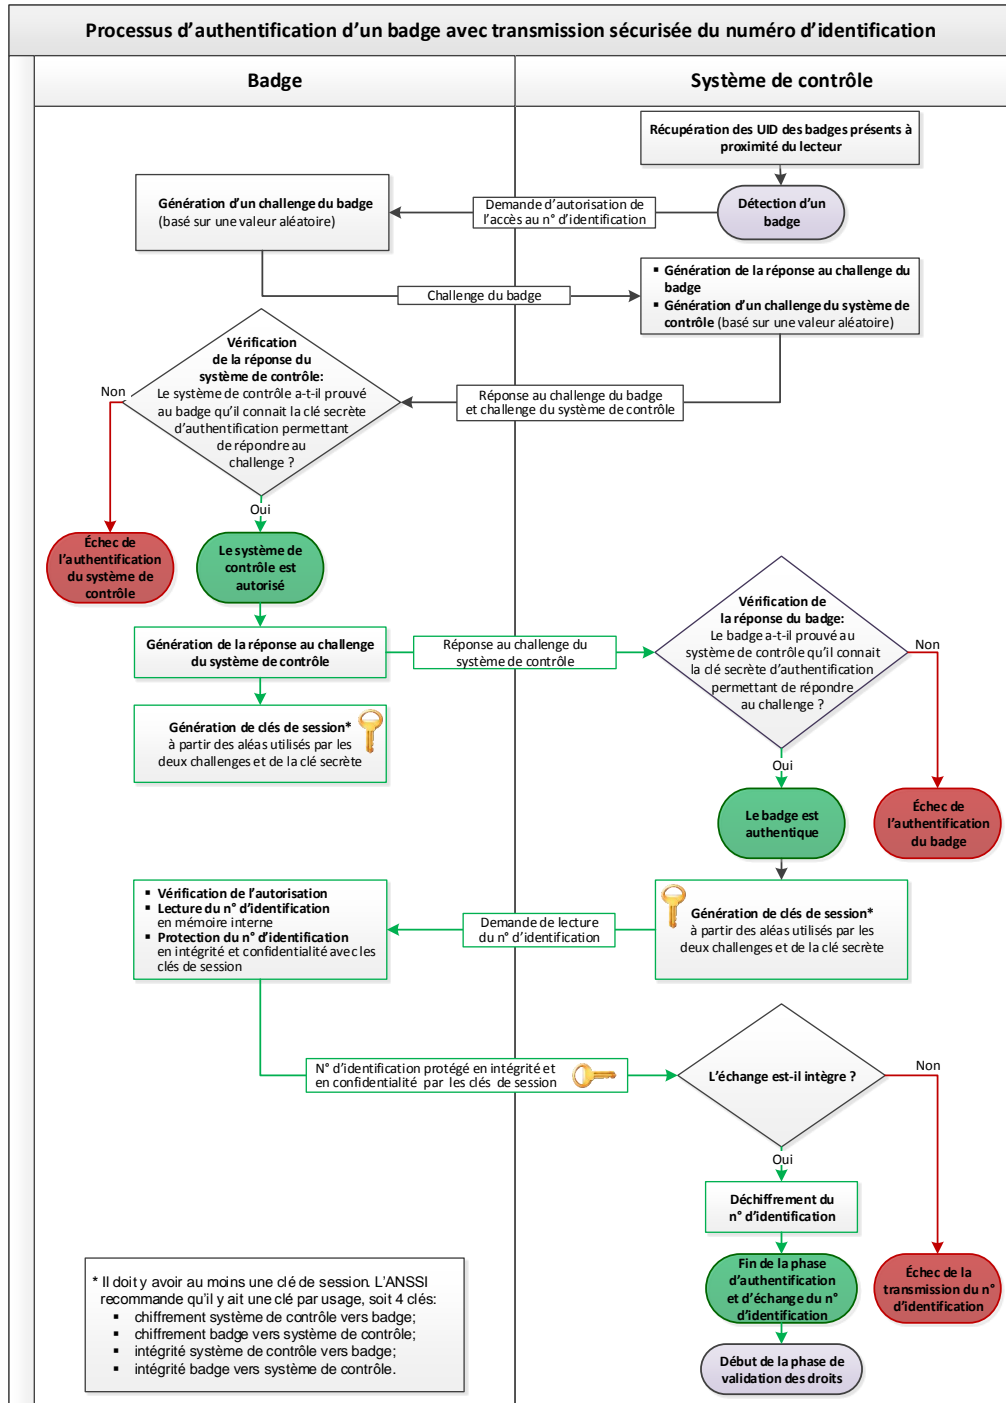 Processus d'authentification d'un badge avec transmission sécurisée du numéro d'identification
Badge
Système de contrôle
Récupération des UID des badges présents à
proximité du lecteur
Détection d'un
badge
Demande d'autorisation de
l'accès au n° d'identification
Génération d'un challenge du badge
(basé sur une valeur aléatoire)
Challenge du badge
▪ Génération de la réponse au challenge du
badge
▪ Génération d'un challenge du système de
contrôle (basé sur une valeur aléatoire)
Réponse au challenge du badge
et challenge du système de contrôle
Vérification
de la réponse du
système de contrôle:
Le système de contrôle a-t-il prouvé
au badge qu'il connait la clé secrète
d'authentification permettant
de répondre au
challenge ?
Non
Oui
Échec de
l'authentification
du système de
contrôle
Le système de
contrôle est
autorisé
Génération de la réponse au challenge
du système de contrôle
Réponse au challenge du
système de contrôle
Génération de clés de session*
à partir des aléas utilisés par les
deux challenges et de la clé secrète
Vérification de
la réponse du badge:
Le badge a-t-il prouvé au
système de contrôle qu'il connait
la clé secrète d'authentification
permettant de répondre
au challenge ?
Non
Oui
Le badge est
authentique
Échec de
l'authentification
du badge
Génération de clés de session*
à partir des aléas utilisés par les
deux challenges et de la clé secrète
Demande de lecture
du n° d'identification
▪ Vérification de l'autorisation
▪ Lecture du n° d'identification
en mémoire interne
▪ Protection du n° d'identification
en intégrité et confidentialité avec les
clés de session
N° d'identification protégé en intégrité et
en confidentialité par les clés de session
L'échange est-il intègre ?
Non
Oui
Déchiffrement du
n° d'identification
Fin de la phase
d'authentification
et d'échange du n°
d'identification
Échec de la
transmission du n°
d'identification
Début de la phase de
validation des droits
* Il doit y avoir au moins une clé de session. L'ANSSI
recommande qu'il y ait une clé par usage, soit 4 clés:
▪ chiffrement système de contrôle vers badge;
▪ chiffrement badge vers système de contrôle;
▪ intégrité système de contrôle vers badge;
▪ intégrité badge vers système de contrôle.